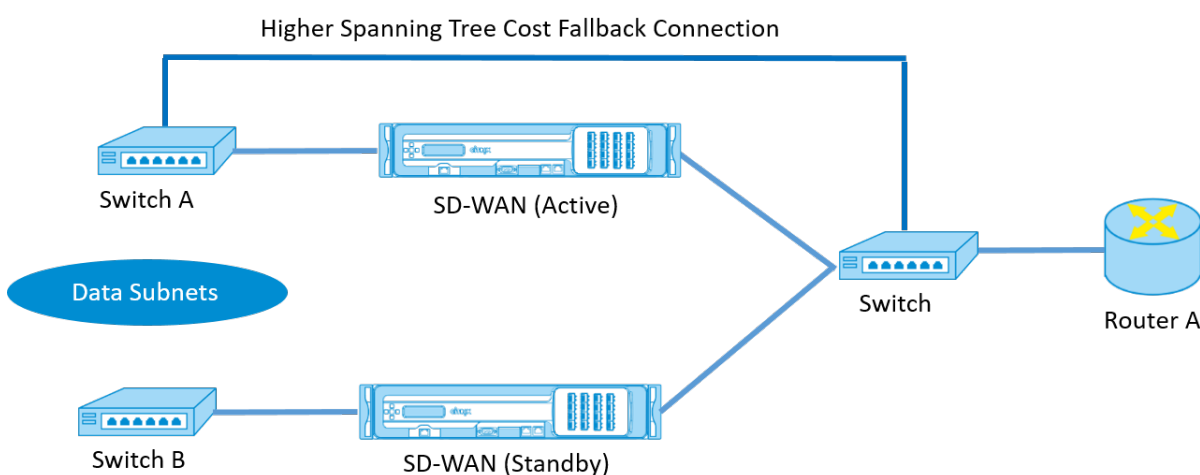 Higher Spanning Tree Cost Fallback Connection
Switch A
SD-WAN (Active)
Data Subnets
Switch
Router A
Switch B
SD-WAN (Standby)